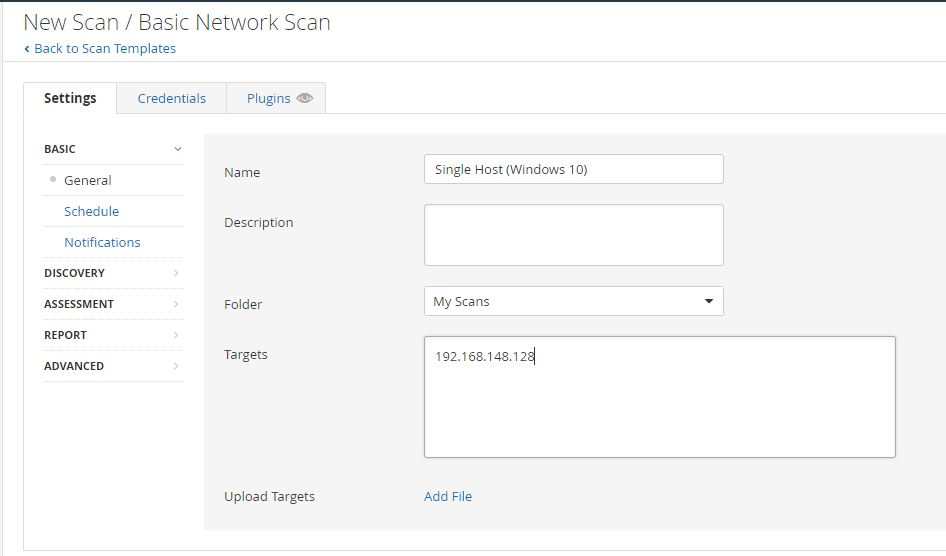 New Scan / Basic Network Scan
‹ Back to Scan Templates
Settings Credentials Plugins
BASIC
General
Schedule
Notifications
DISCOVERY
ASSESSMENT
REPORT
ADVANCED
Name Single Host (Windows 10)
Description
Folder My Scans
Targets 192.168.148.128
Upload Targets Add File